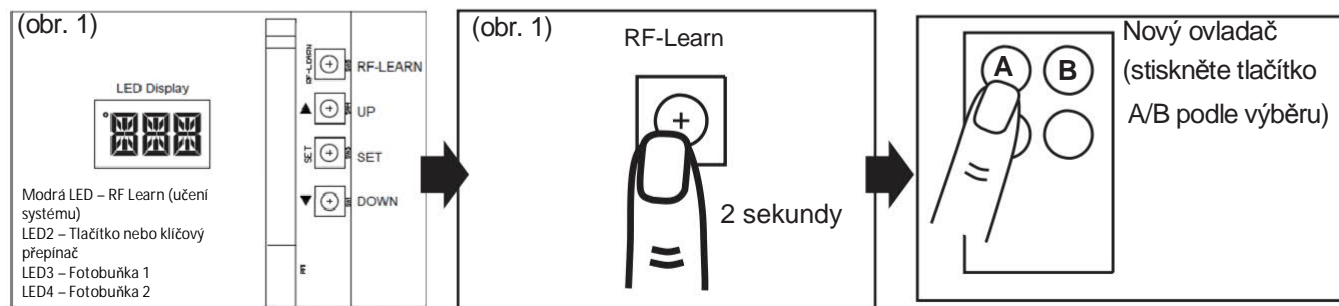 (obr. 1)
LED Display
RF-LEARN
RF-LEARN
UP
SET
SET
DOWN
Modrá LED – RF Learn (učení
systému)
LED2 – Tlačítko nebo klíčový
přepínač
LED3 – Fotobuňka 1
LED4 – Fotobuňka 2
(obr. 1)
RF-Learn
2 sekundy
A B
Nový ovladač
(stiskněte tlačítko
A/B podle výběru)